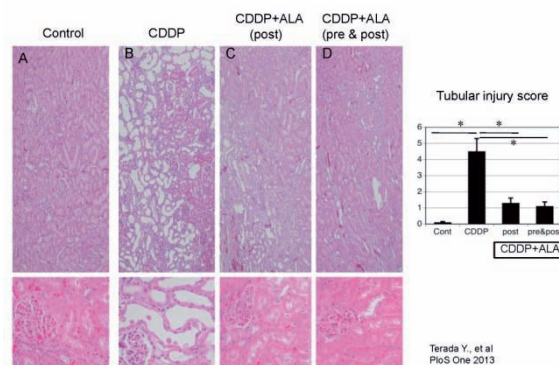 Control
CDDP
CDDP+ALA
(post)
CDDP+ALA
(pre & post)
A
B
C
D
Tubular injury score
*
*
*
6
5
4
3
2
1
0
Cont
CDDP
post
pre&post
CDDP+ALA
Terada Y., et al
PloS One 2013